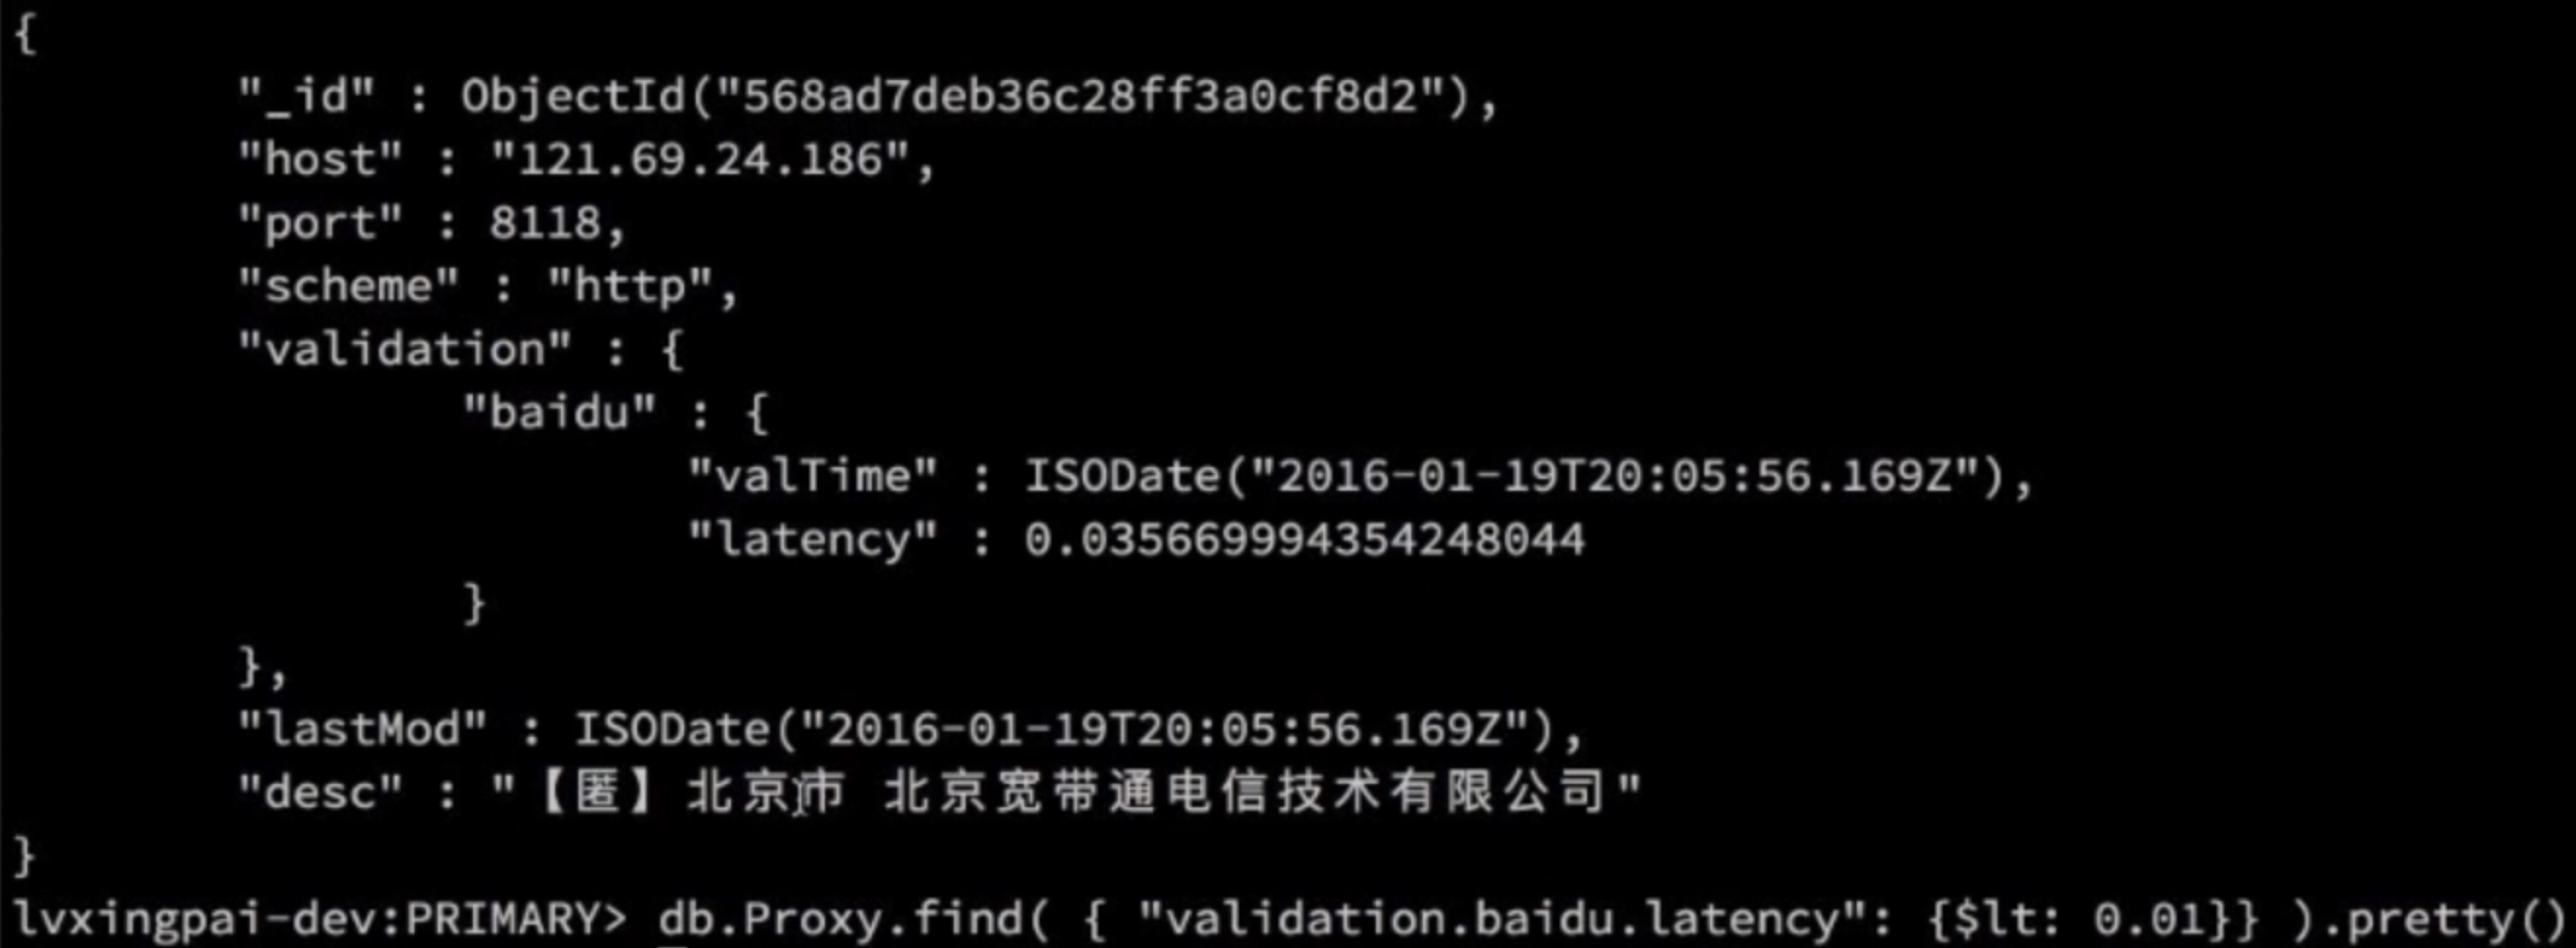 {
"_id" : ObjectId("568ad7deb36c28ff3a0cf8d2"),
"host" : "121.69.24.186",
"port" : 8118,
"scheme" : "http",
"validation" : {
"baidu" : {
"valTime" : ISODate("2016-01-19T20:05:56.169Z"),
"latency" : 0.035669994354248044
}
},
"lastMod" : ISODate("2016-01-19T20:05:56.169Z"),
"desc" : "【匿】北京市 北京宽带通电信技术有限公司"
}
lvxingpai-dev:PRIMARY> db.Proxy.find( { "validation.baidu.latency": {$lt: 0.01}} ).pretty()